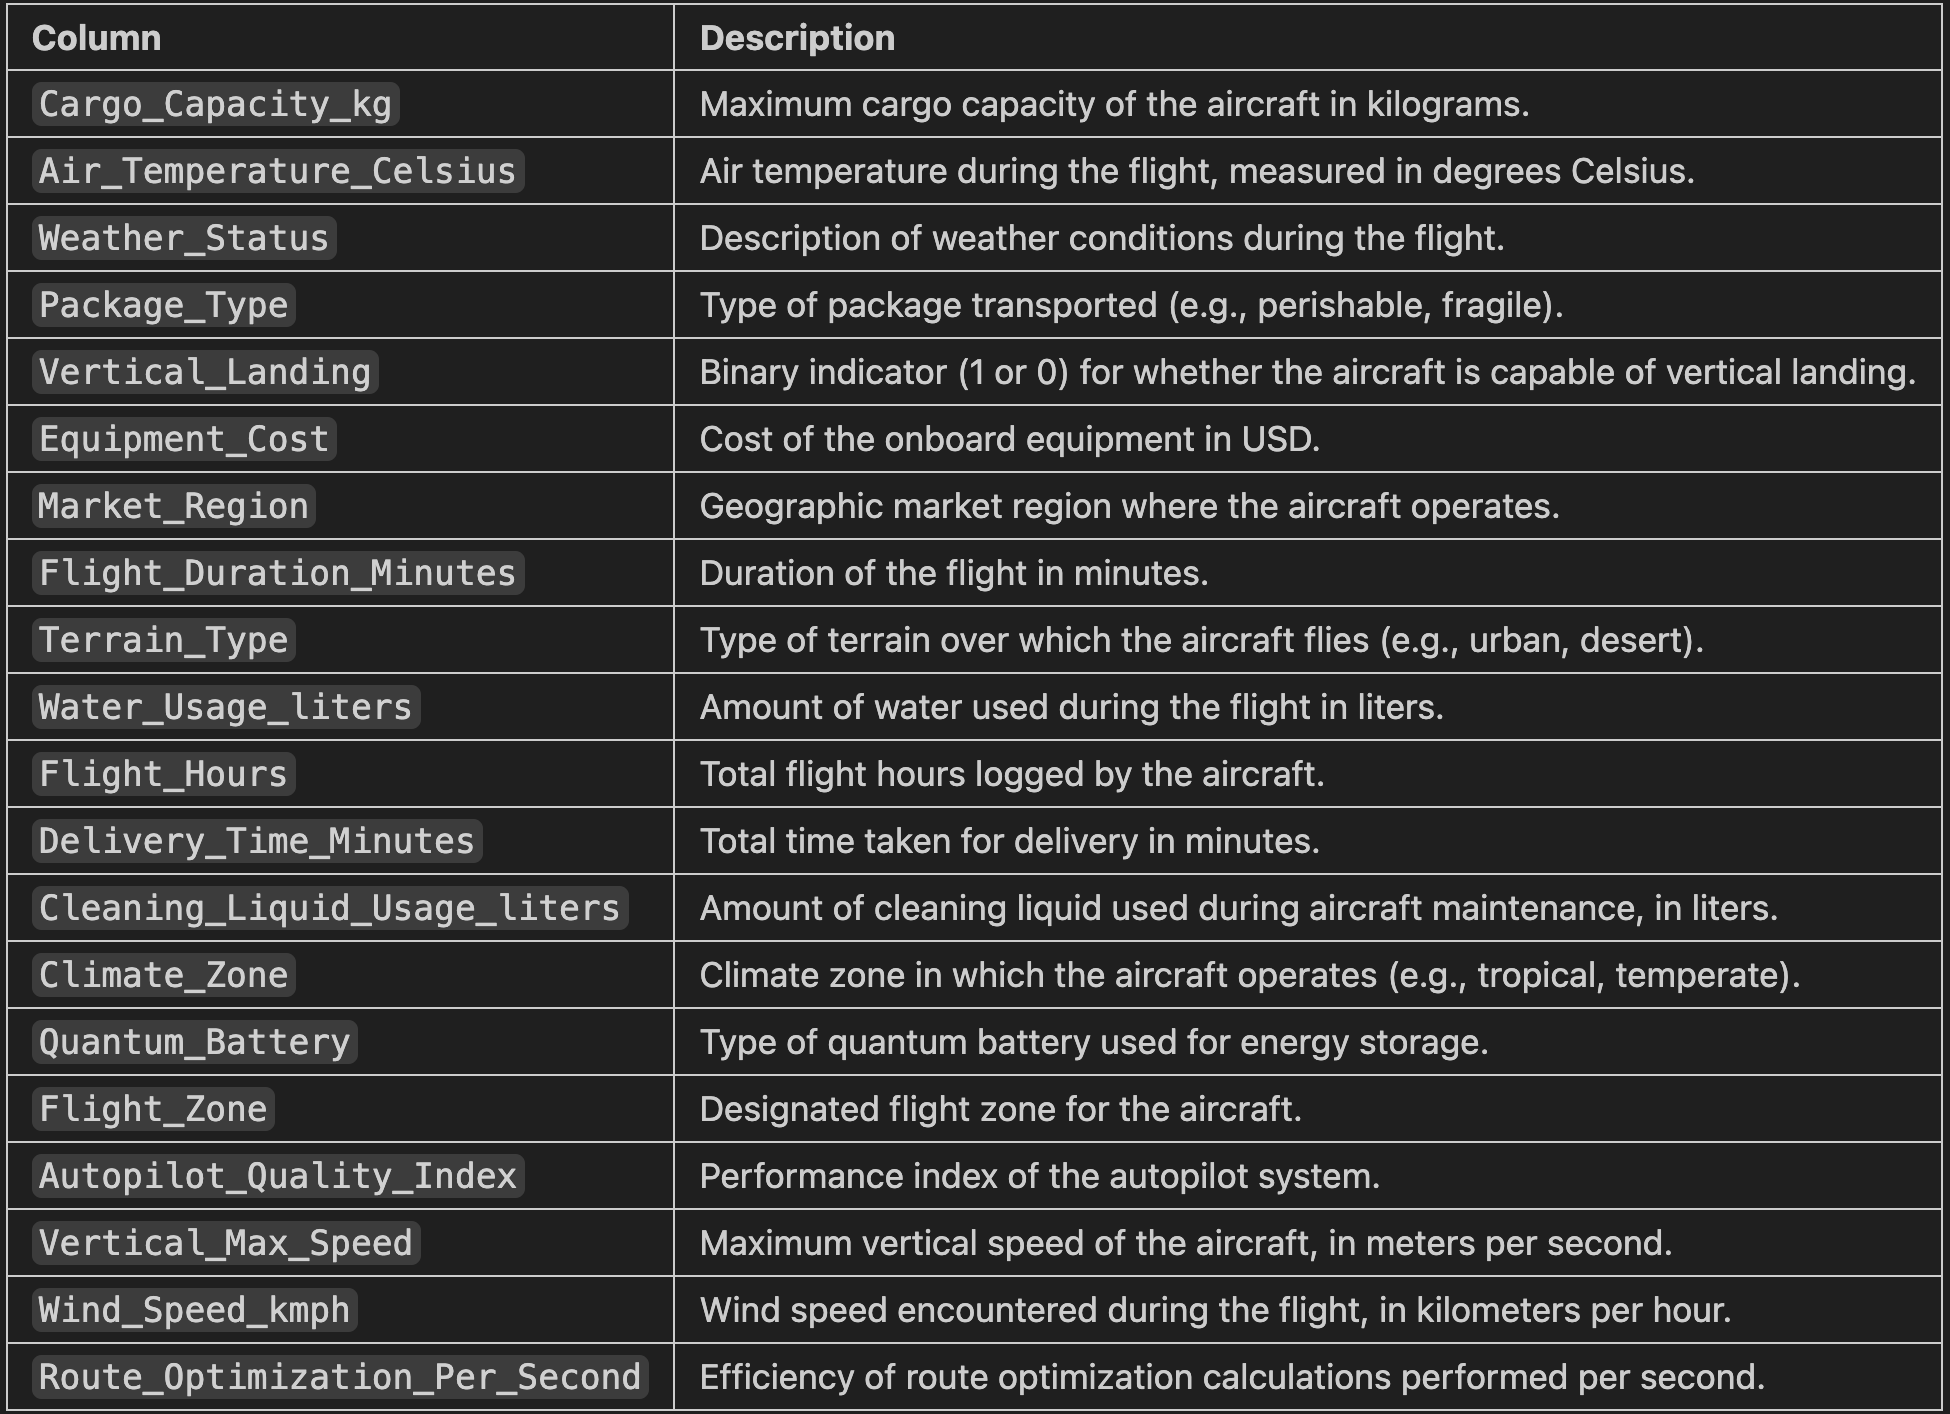 Column Description
Cargo_Capacity_kg Maximum cargo capacity of the aircraft in kilograms.
Air_Temperature_Celsius Air temperature during the flight, measured in degrees Celsius.
Weather_Status Description of weather conditions during the flight.
Package_Type Type of package transported (e.g., perishable, fragile).
Vertical_Landing Binary indicator (1 or 0) for whether the aircraft is capable of vertical landing.
Equipment_Cost Cost of the onboard equipment in USD.
Market_Region Geographic market region where the aircraft operates.
Flight_Duration_Minutes Duration of the flight in minutes.
Terrain_Type Type of terrain over which the aircraft flies (e.g., urban, desert).
Water_Usage_liters Amount of water used during the flight in liters.
Flight_Hours Total flight hours logged by the aircraft.
Delivery_Time_Minutes Total time taken for delivery in minutes.
Cleaning_Liquid_Usage_liters Amount of cleaning liquid used during aircraft maintenance, in liters.
Climate_Zone Climate zone in which the aircraft operates (e.g., tropical, temperate).
Quantum_Battery Type of quantum battery used for energy storage.
Flight_Zone Designated flight zone for the aircraft.
Autopilot_Quality_Index Performance index of the autopilot system.
Vertical_Max_Speed Maximum vertical speed of the aircraft, in meters per second.
Wind_Speed_kmph Wind speed encountered during the flight, in kilometers per hour.
Route_Optimization_Per_Second Efficiency of route optimization calculations performed per second.